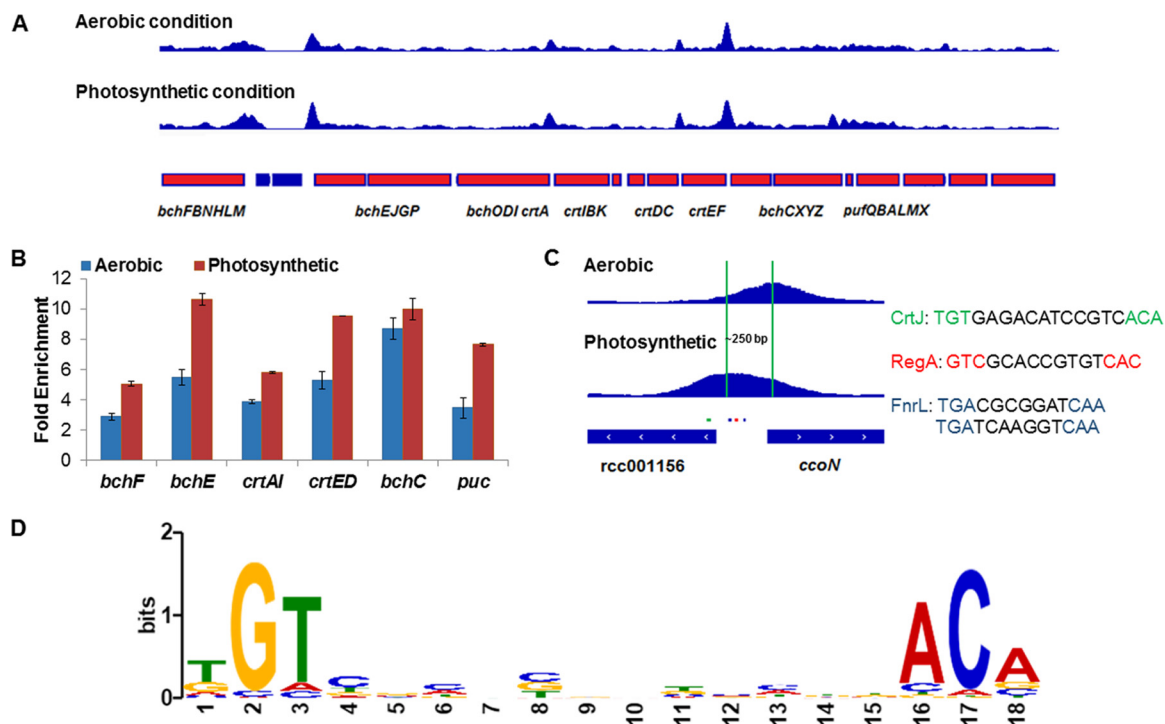 A
Aerobic condition
Photosynthetic condition
bchFBNHLM bchEJGP bchODI crtA crtIBK crtDC crtEF bchCXYZ pufQBALMX
B
Aerobic Photosynthetic
Fold Enrichment
12
10
8
6
4
2
0
bchF bchE crtAI crtED bchC puc
C
Aerobic
Photosynthetic
~250 bp
rcc001156 ccoN
CrtJ: TGTGAGACATCCGTCACA
RegA: GTCGCACCGTGTCAC
FnrL: TGACGCGGATCAA
TGATCAAGGTCAA
D
bits
2
1
0
1 2 3 4 5 6 7 8 9 10 11 12 13 14 15 16 17 18
TGT ACA